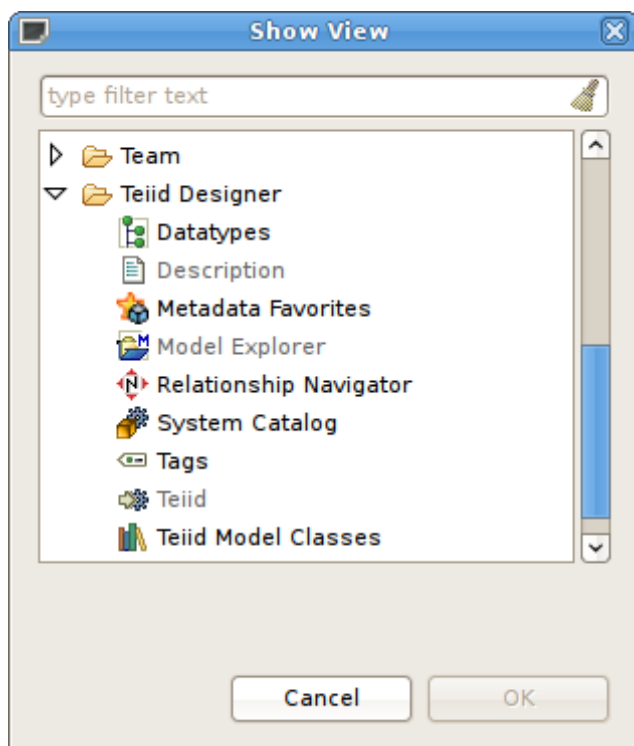 Show View
type filter text
Team
Teiid Designer
Datatypes
Description
Metadata Favorites
Model Explorer
Relationship Navigator
System Catalog
Tags
Teiid
Teiid Model Classes
Cancel OK